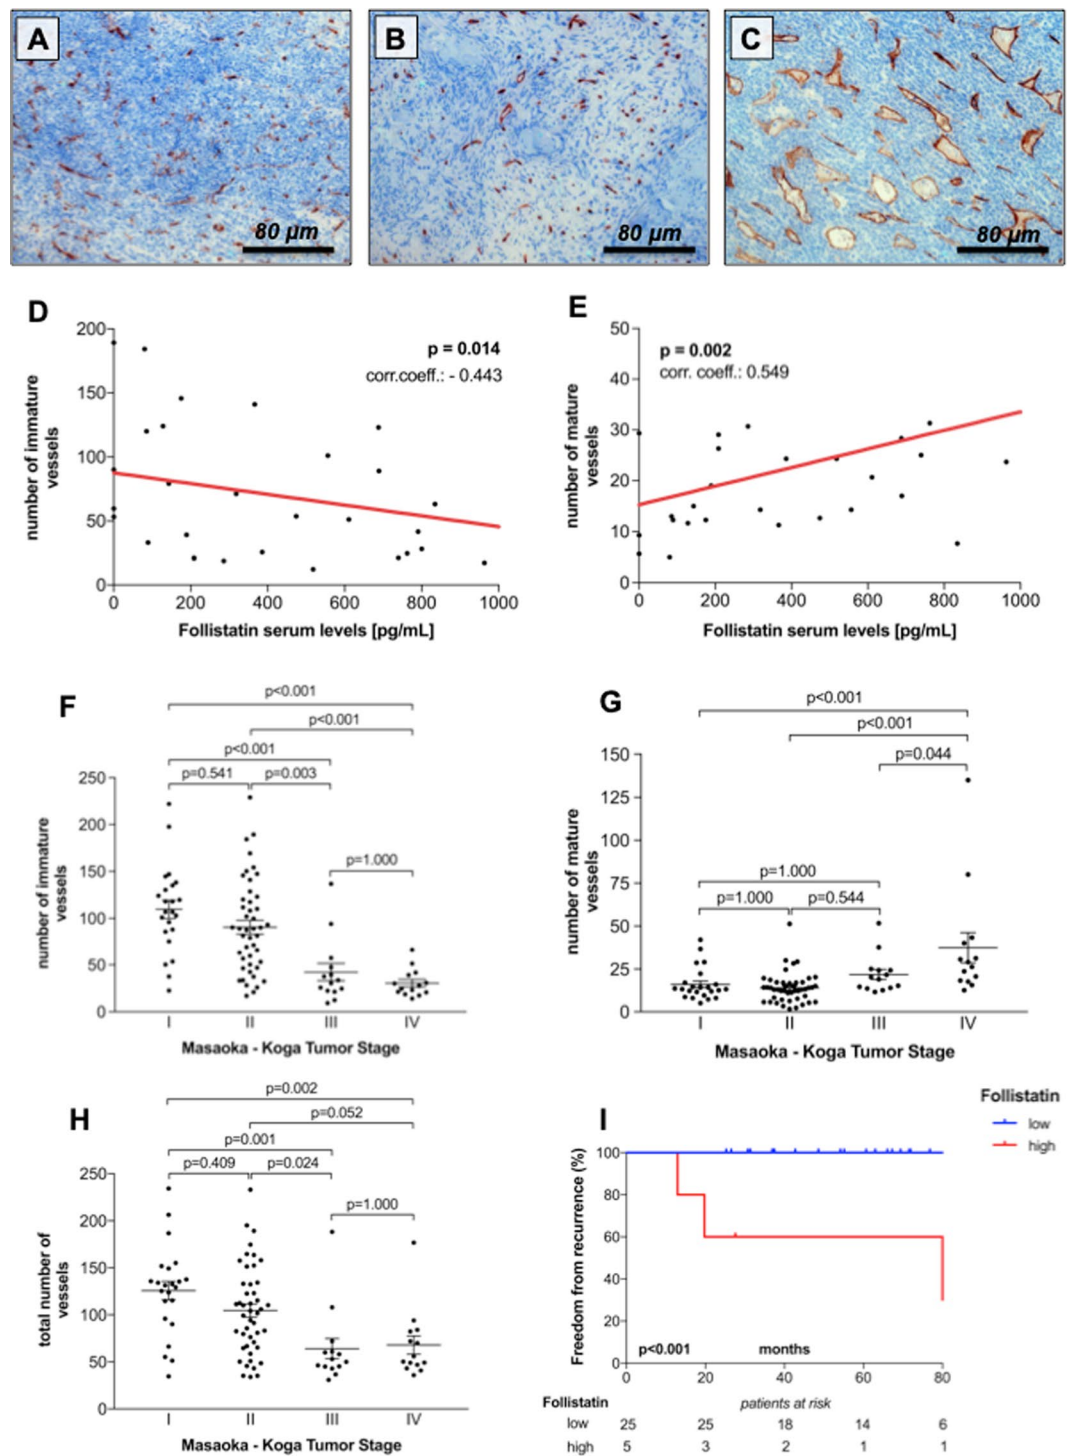 A
B
C
80 µm
80 µm
80 µm
D
200
150
100
50
0
number of immature
vessels
p = 0.014
corr.coeff.: - 0.443
0 200 400 600 800 1000
Follistatin serum levels [pg/mL]
E
50
40
30
20
10
0
number of mature
vessels
p = 0.002
corr. coeff.: 0.549
0 200 400 600 800 1000
Follistatin serum levels [pg/mL]
F
p<0.001
p<0.001
p<0.001
p=0.541 p=0.003
p=1.000
250
200
150
100
50
0
number of immature
vessels
I II III IV
Masaoka - Koga Tumor Stage
G
p<0.001
p<0.001
p=0.044
p=1.000
p=1.000 p=0.544
150
125
100
75
50
25
0
number of mature
vessels
I II III IV
Masaoka - Koga Tumor Stage
H
p=0.002
p=0.052
p=0.001
p=0.409 p=0.024
p=1.000
250
200
150
100
50
0
total number of
vessels
I II III IV
Masaoka - Koga Tumor Stage
I
Follistatin
low
high
100
80
60
40
20
0
Freedom from recurrence (%)
p<0.001 months
0 20 40 60 80
Follistatin patients at risk
low 25 25 18 14 6
high 5 3 2 1 1